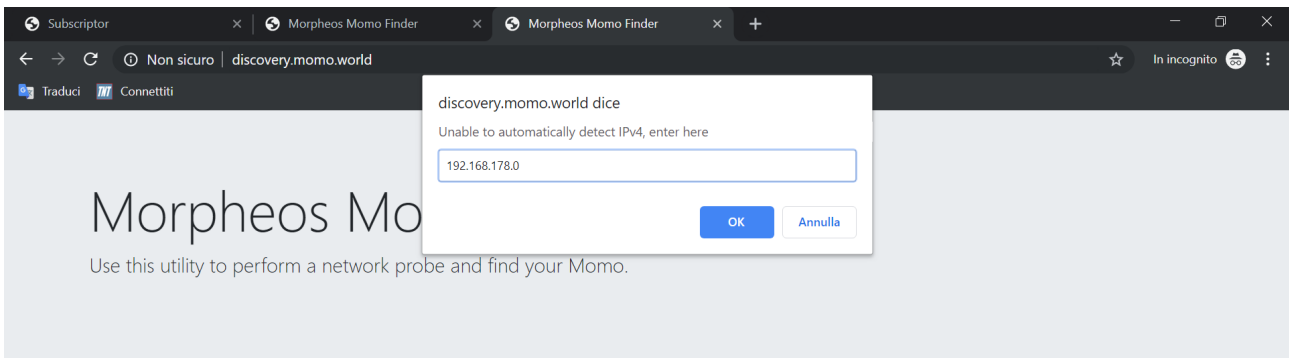 Subscriptor
Morpheos Momo Finder
Morpheos Momo Finder
Non sicuro
discovery.momo.world
In incognito
Traduci
TNT
Connettiti
discovery.momo.world dice
Unable to automatically detect IPv4, enter here
192.168.178.0
OK
Annulla
Morpheos Mo
Use this utility to perform a network probe and find your Momo.